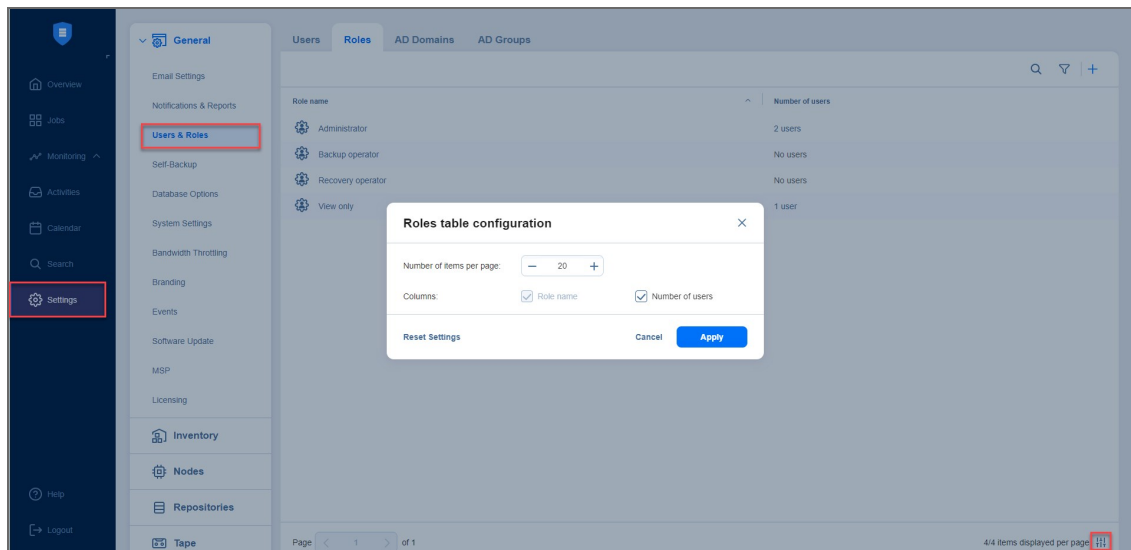 Overview
Jobs
Monitoring
Activities
Calendar
Search
Settings
Help
Logout
General
Email Settings
Notifications & Reports
Users & Roles
Self-Backup
Database Options
System Settings
Bandwidth Throttling
Branding
Events
Software Update
MSP
Licensing
Inventory
Nodes
Repositories
Tape
Users Roles AD Domains AD Groups
Role name Number of users
Administrator 2 users
Backup operator No users
Recovery operator No users
View only 1 user
Roles table configuration
Number of items per page: 20
Columns: Role name Number of users
Reset Settings Cancel Apply
Page 1 of 1 4/4 items displayed per page